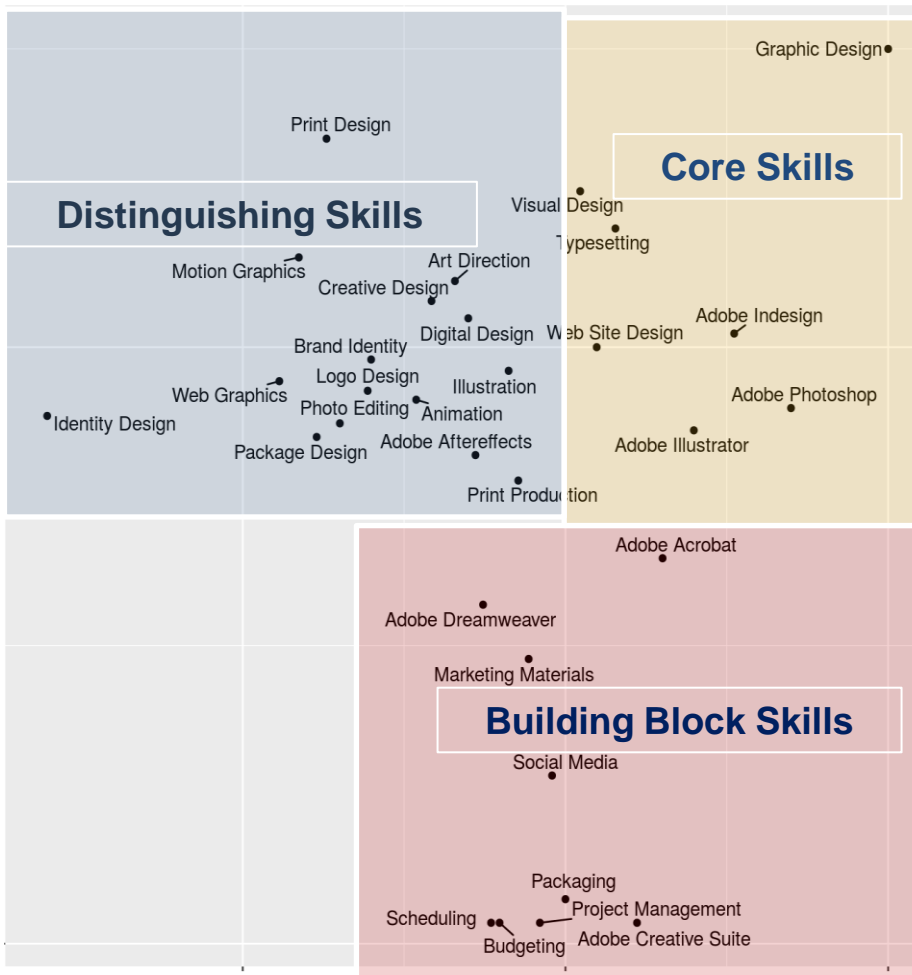 Graphic Design
Print Design
Core Skills
Distinguishing Skills
Visual Design
Typesetting
Art Direction
Motion Graphics
Creative Design
Adobe Indesign
Digital Design
Web Site Design
Brand Identity
Logo Design
Illustration
Web Graphics
Adobe Photoshop
Photo Editing
Animation
Identity Design
Adobe Aftereffects
Adobe Illustrator
Package Design
Print Production
Adobe Acrobat
Adobe Dreamweaver
Marketing Materials
Building Block Skills
Social Media
Packaging
Project Management
Scheduling
Adobe Creative Suite
Budgeting